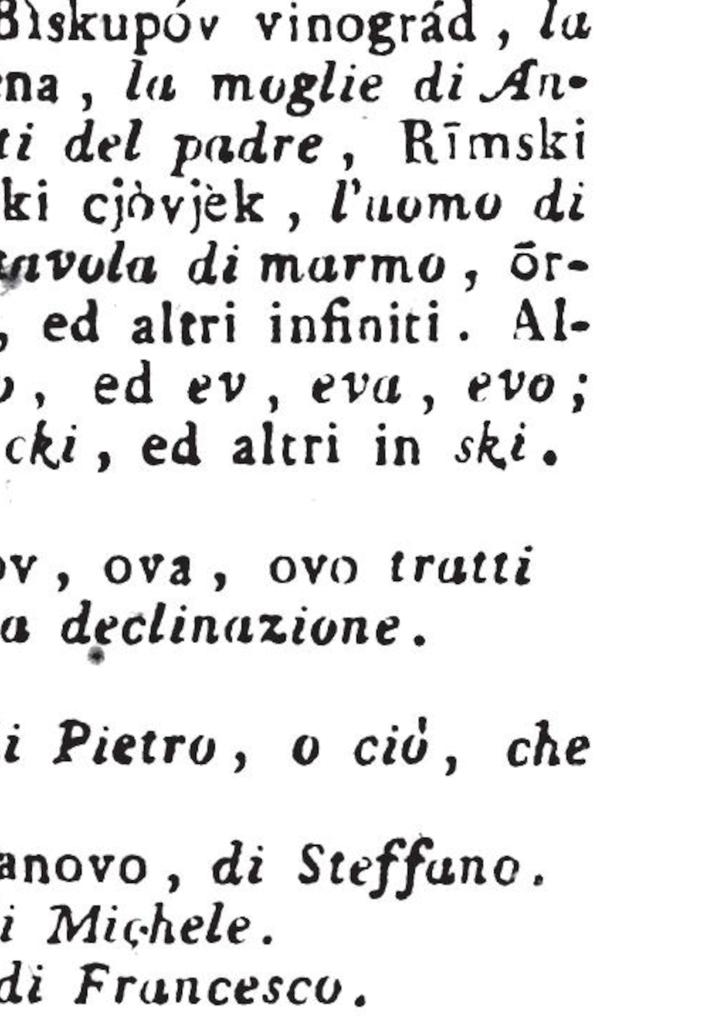 Bìskupóv vinográd , la
ena , la moglie di An-
ti del padre , Rīmski
ki cjòvjèk , l'uomo di
tavola di marmo , ōr-
, ed altri infiniti . Al-
o , ed ev , eva , evo ;
cki , ed altri in ski .
ov , ova , ovo tratti
a declinazione .
i Pietro , o ciò , che
anovo , di Steffano .
i Michele .
di Francesco .